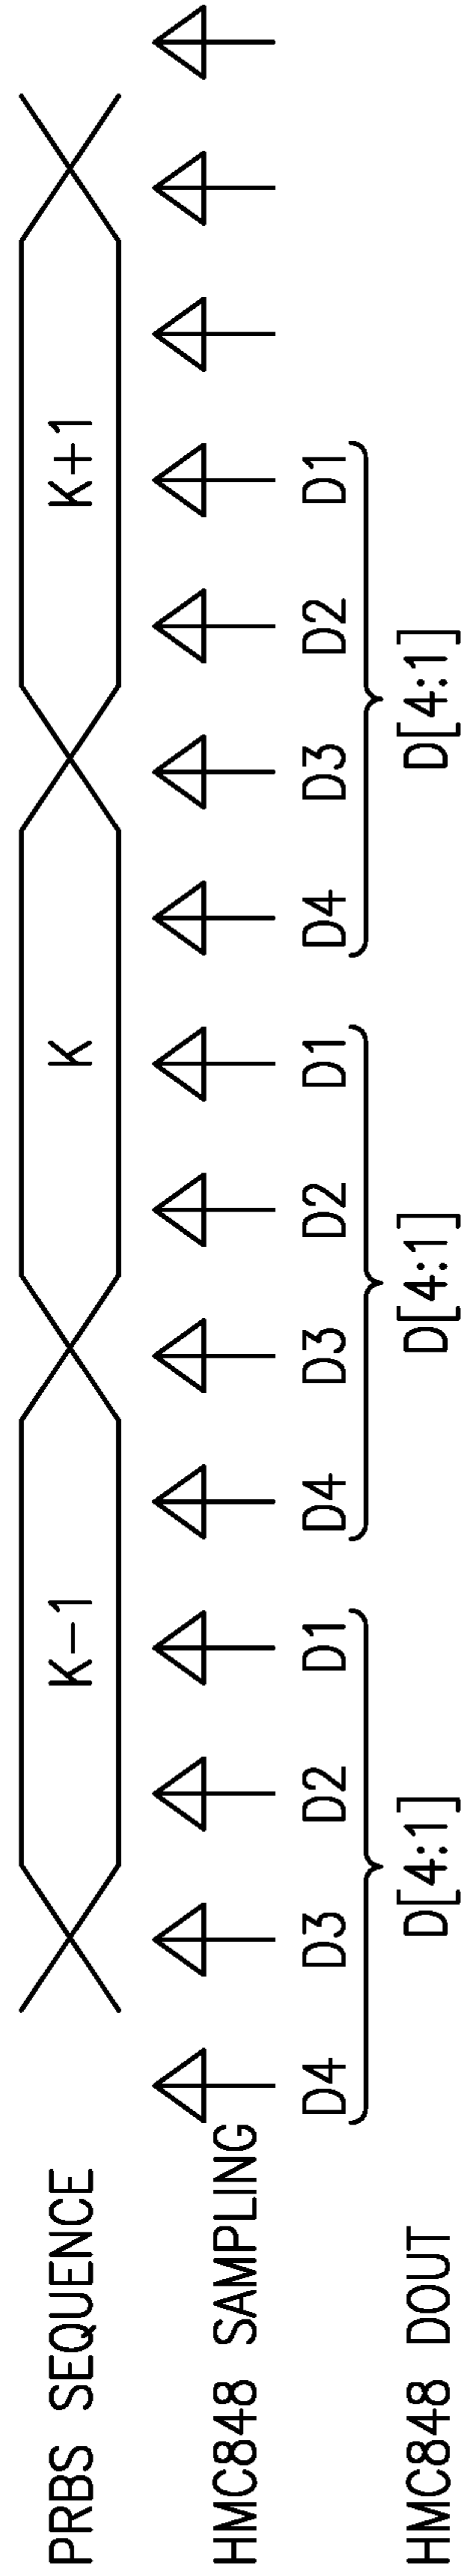 PRBS SEQUENCE K−1 K K+1
HMC848 SAMPLING
D4 D3 D2 D1 D4 D3 D2 D1 D4 D3 D2 D1
HMC848 DOUT D[4:1] D[4:1] D[4:1]